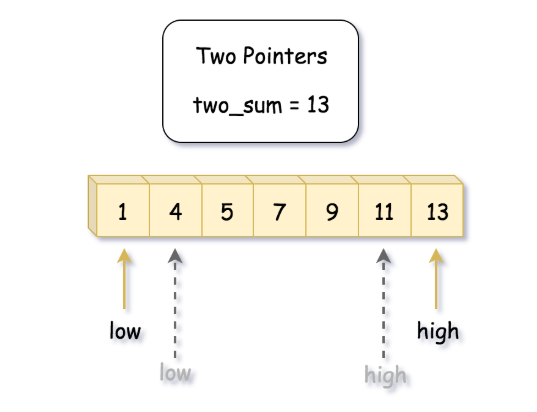 Two Pointers
two_sum = 13
1 4 5 7 9 11 13
low high
low high